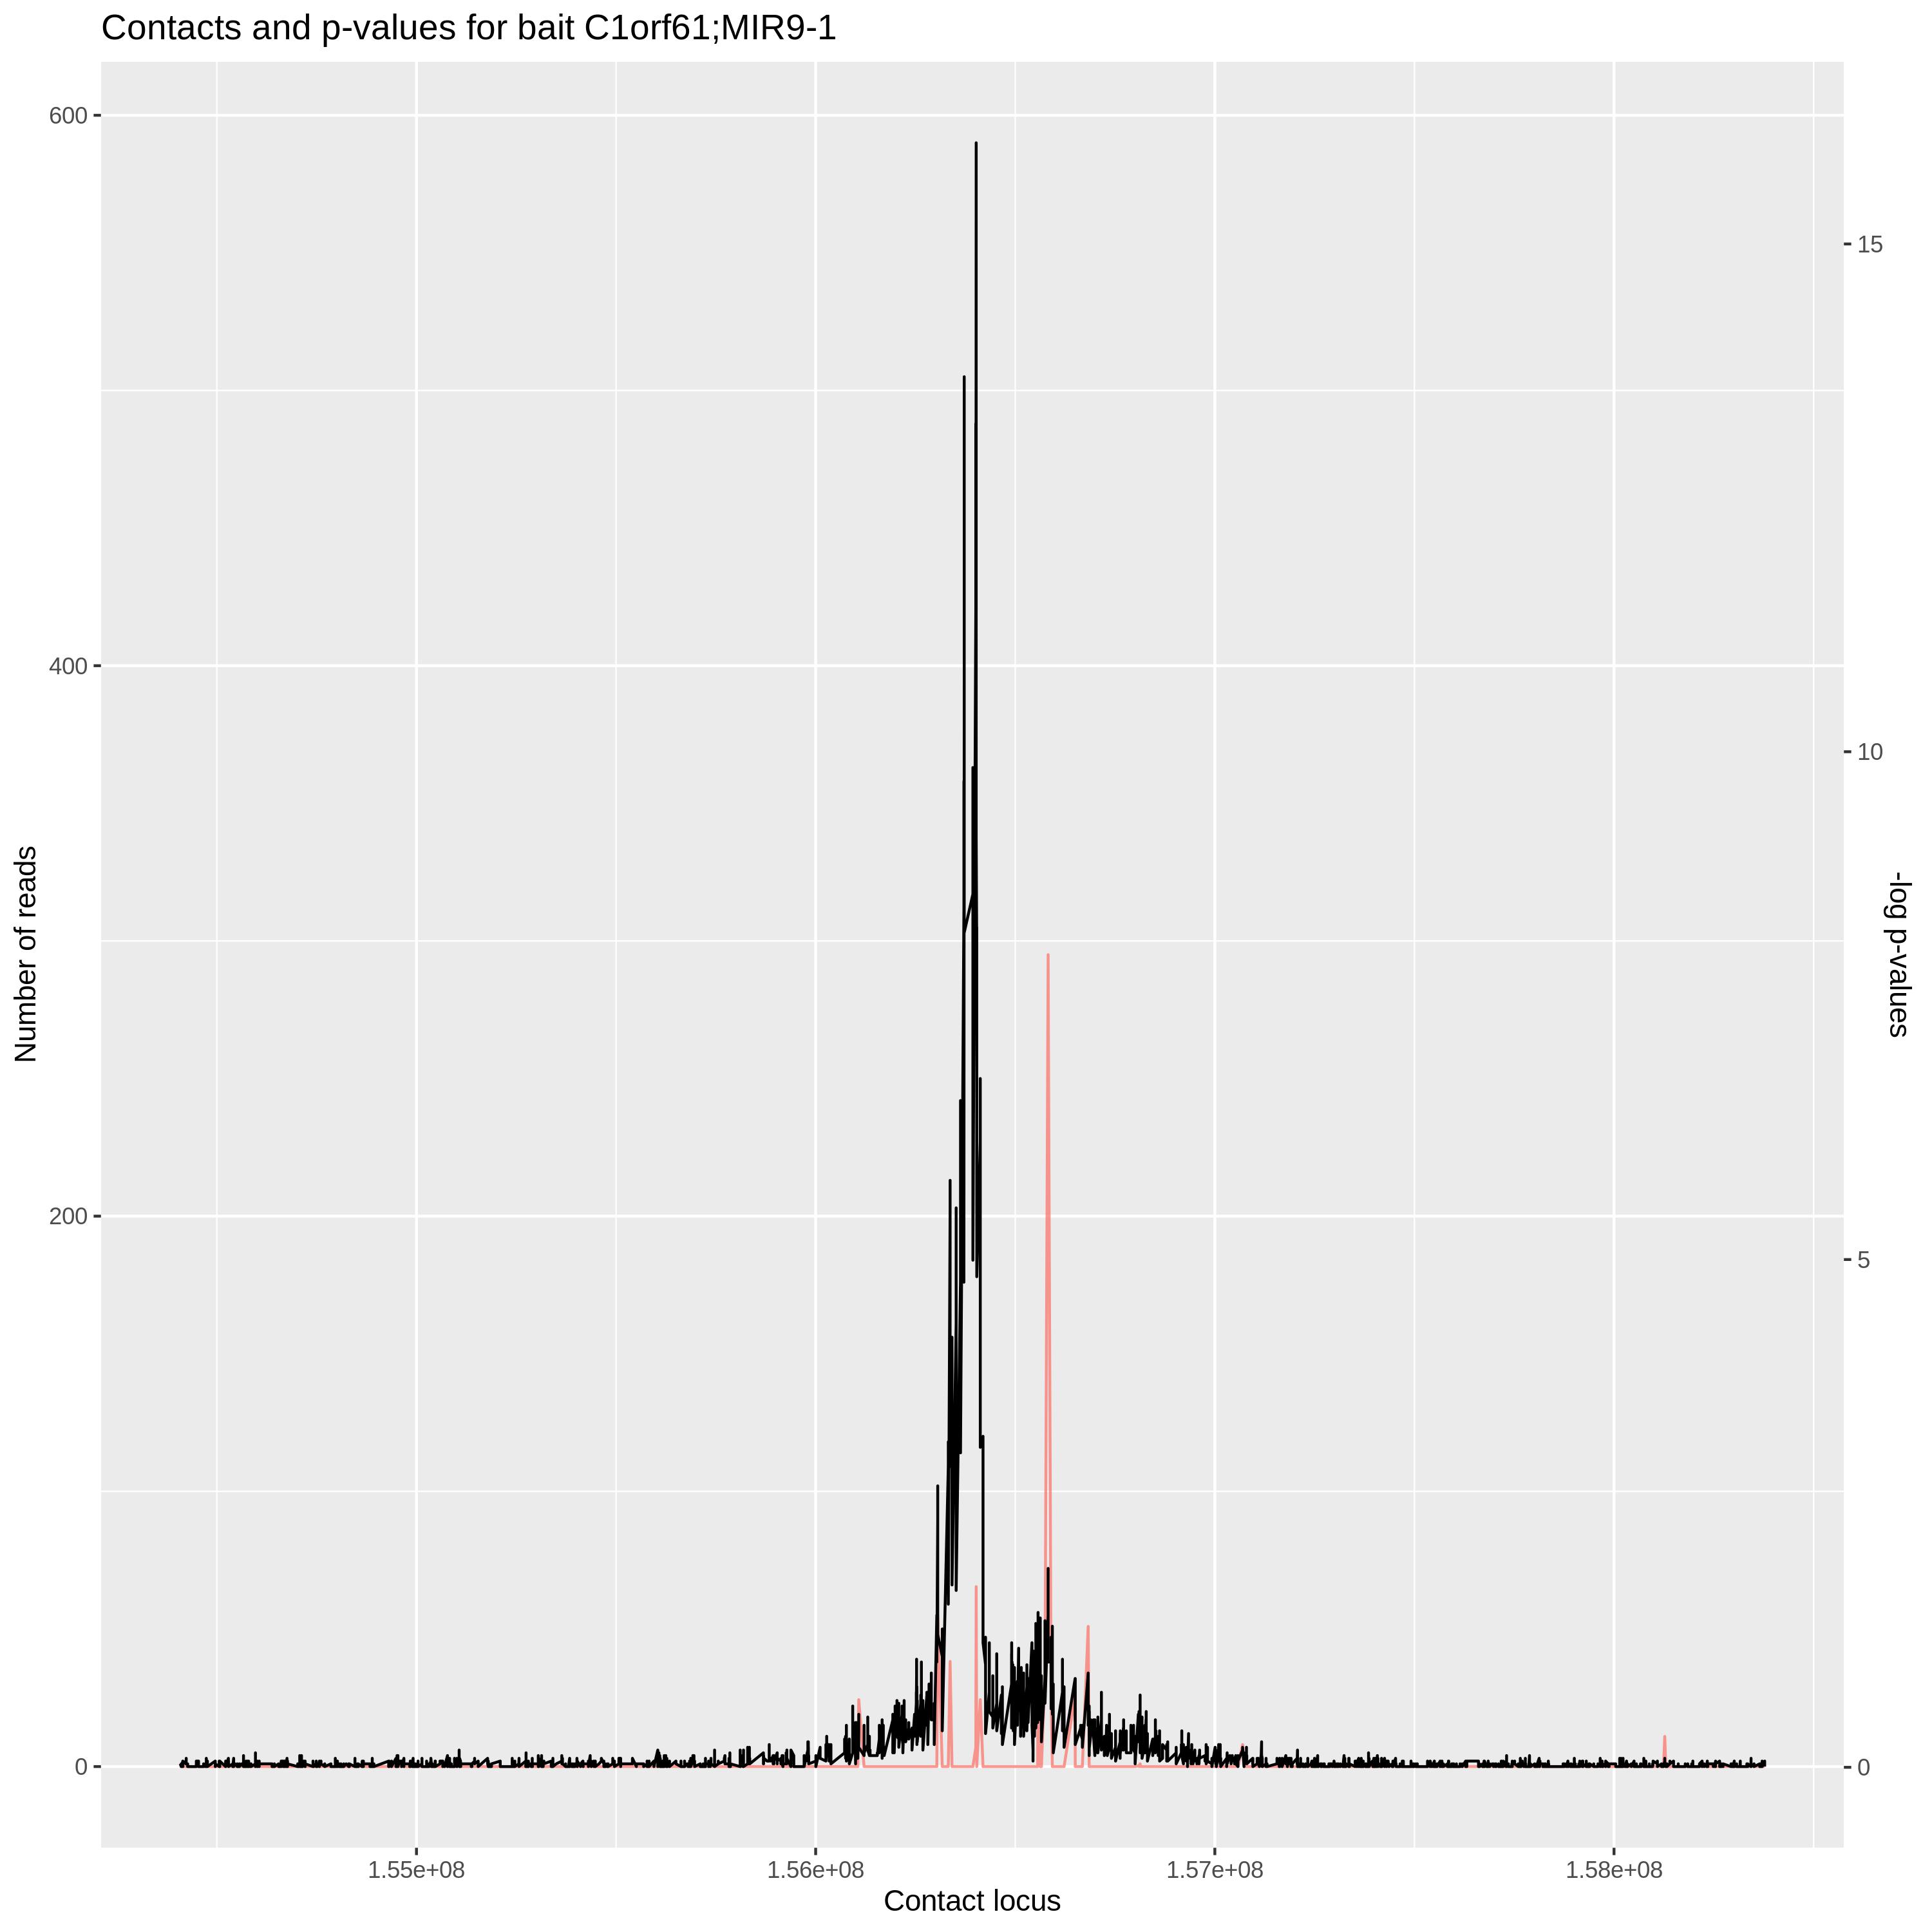 Contacts and p-values for bait C1orf61;MIR9-1
600
400
200
0
Number of reads
15
10
5
0
-log p-values
1.55e+08
1.56e+08
1.57e+08
1.58e+08
Contact locus